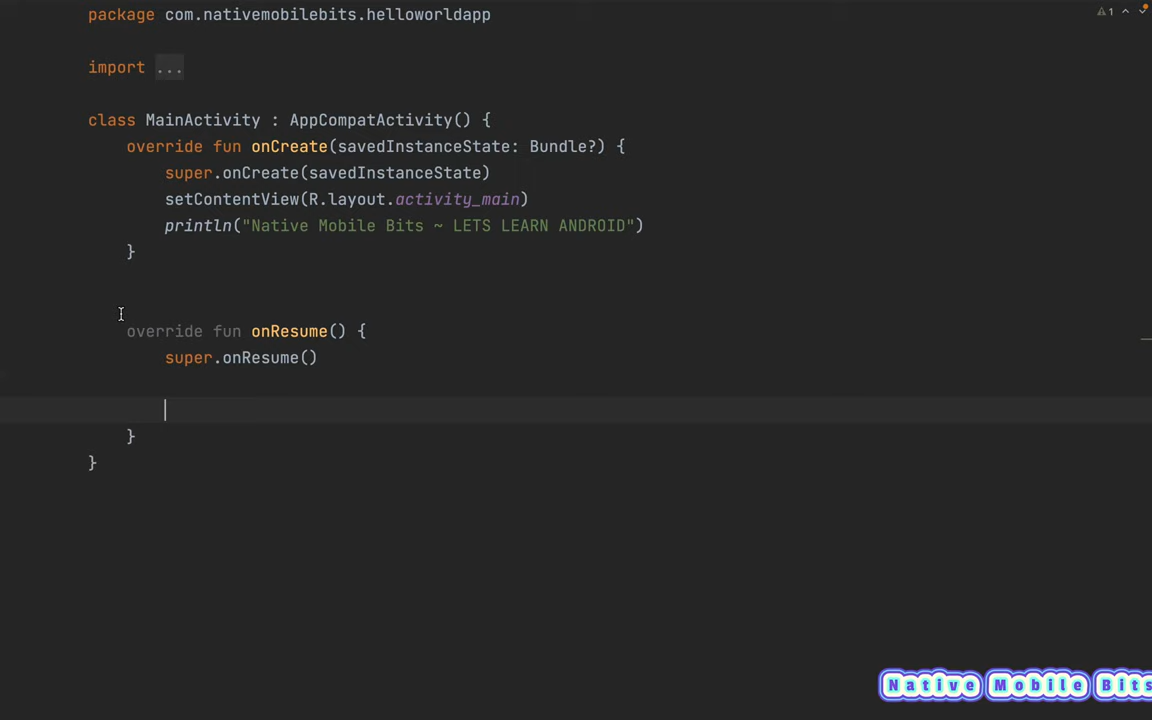 package com.nativemobilebits.helloworldapp
1
import ...
class MainActivity : AppCompatActivity() {
override fun onCreate(savedInstanceState: Bundle?) {
super.onCreate(savedInstanceState)
setContentView(R.layout.activity_main)
println("Native Mobile Bits ~ LETS LEARN ANDROID")
}
override fun onResume() {
super.onResume()
}
}
Native Mobile Bits